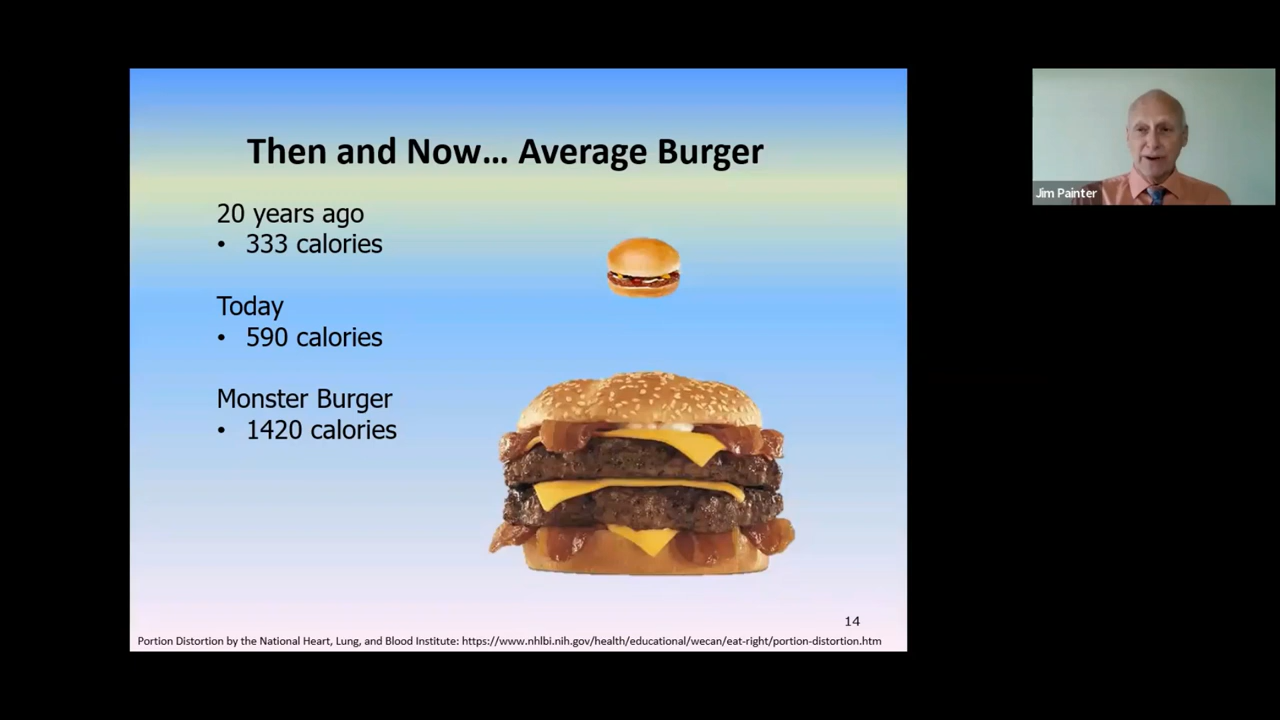 Then and Now... Average Burger
20 years ago
• 333 calories
Today
• 590 calories
Monster Burger
• 1420 calories
14
Portion Distortion by the National Heart, Lung, and Blood Institute: https://www.nhlbi.nih.gov/health/educational/wecan/eat-right/portion-distortion.htm
Jim Painter